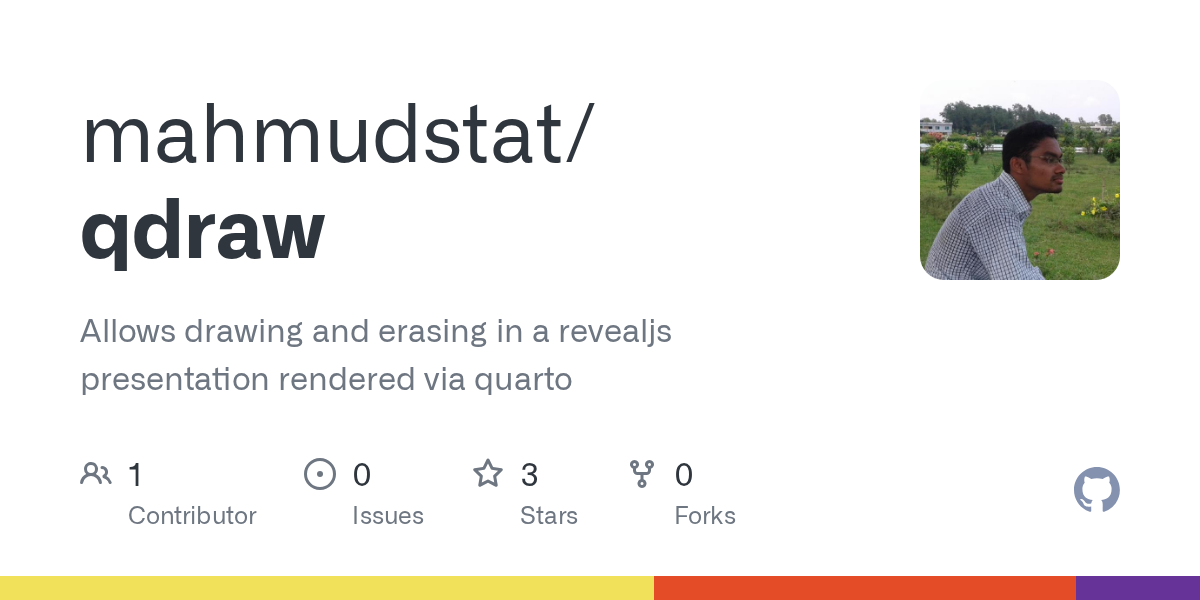 mahmudstat/
qdraw
Allows drawing and erasing in a revealjs
presentation rendered via quarto
1 0 3 0
Contributor Issues Stars Forks